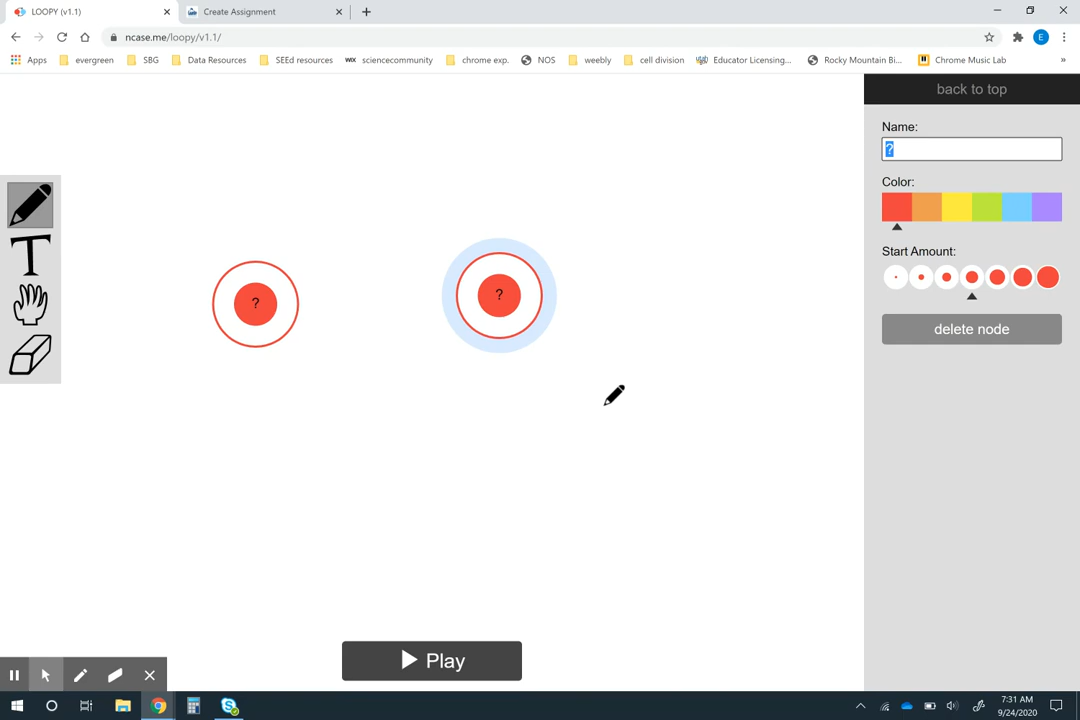 LOOPY (v1.1)
Create Assignment
ncase.me/loopy/v1.1/
E
Apps evergreen SBG Data Resources SEEd resources WiX sciencecommunity chrome exp. NOS weebly cell division Educator Licensing... Rocky Mountain Bi... Chrome Music Lab »
back to top
Name:
?
Color:
Start Amount:
delete node
T
?
?
Play
7:31 AM
9/24/2020